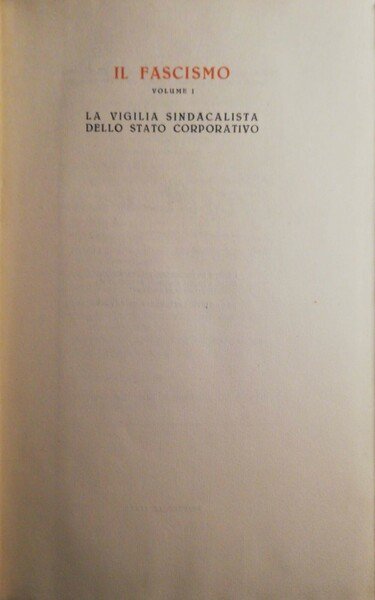 IL FASCISMO
VOLUME I
LA VIGILIA SINDACALISTA
DELLO STATO CORPORATIVO